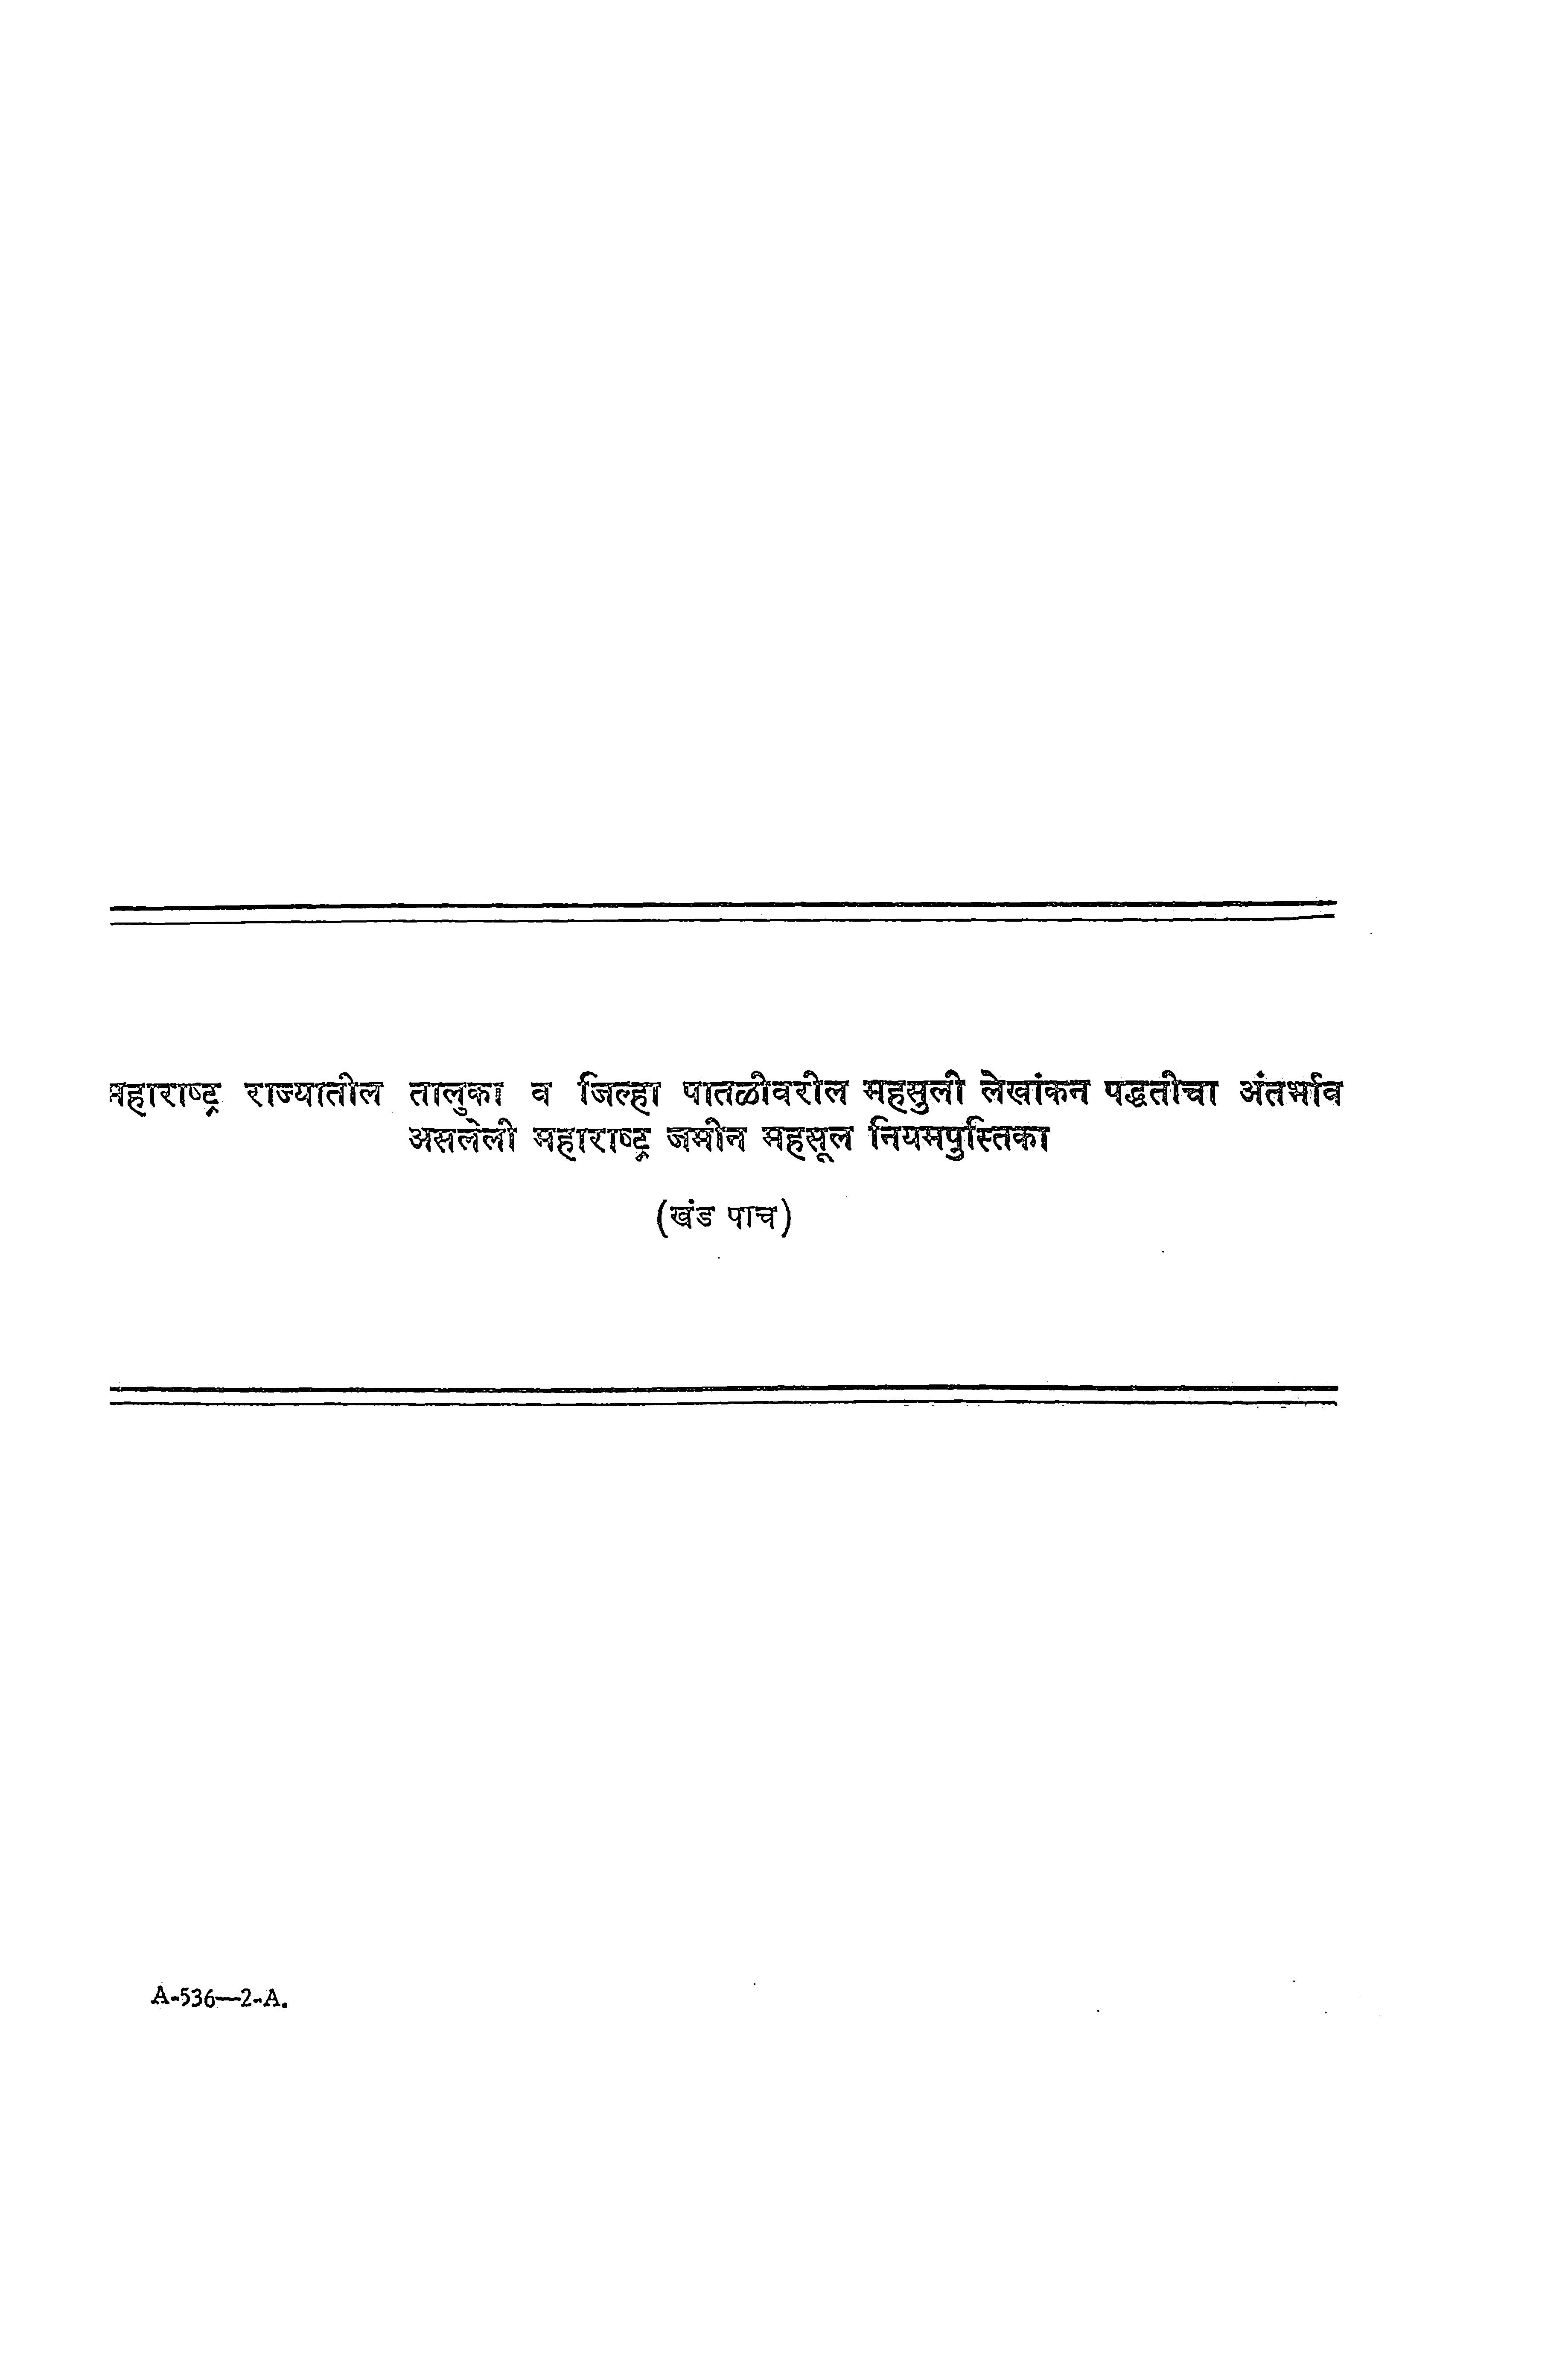 महाराष्ट्र राज्यातील तालुका व जिल्हा पातळीवरील महसुली लेखांकन पद्धतीचा अंतर्भाव
असलेली महाराष्ट्र जमीन महसूल नियमपुस्तिका
(खंड पाच)
A-536—2-A.